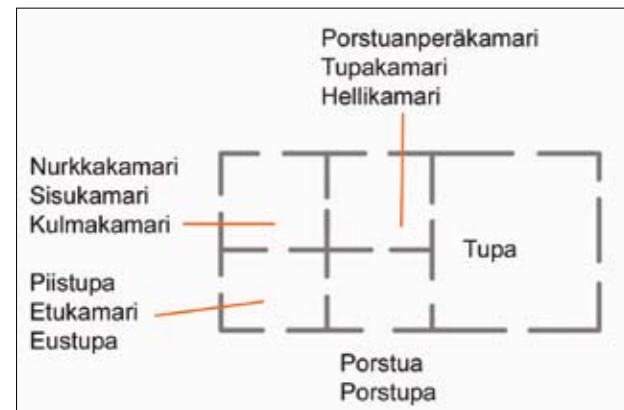 Porstuanperäkamari
Tupakamari
Hellikamari
Nurkkakamari
Sisukamari
Kulmakamari
Tupa
Piistupa
Etukamari
Eustupa
Porstua
Porstupa